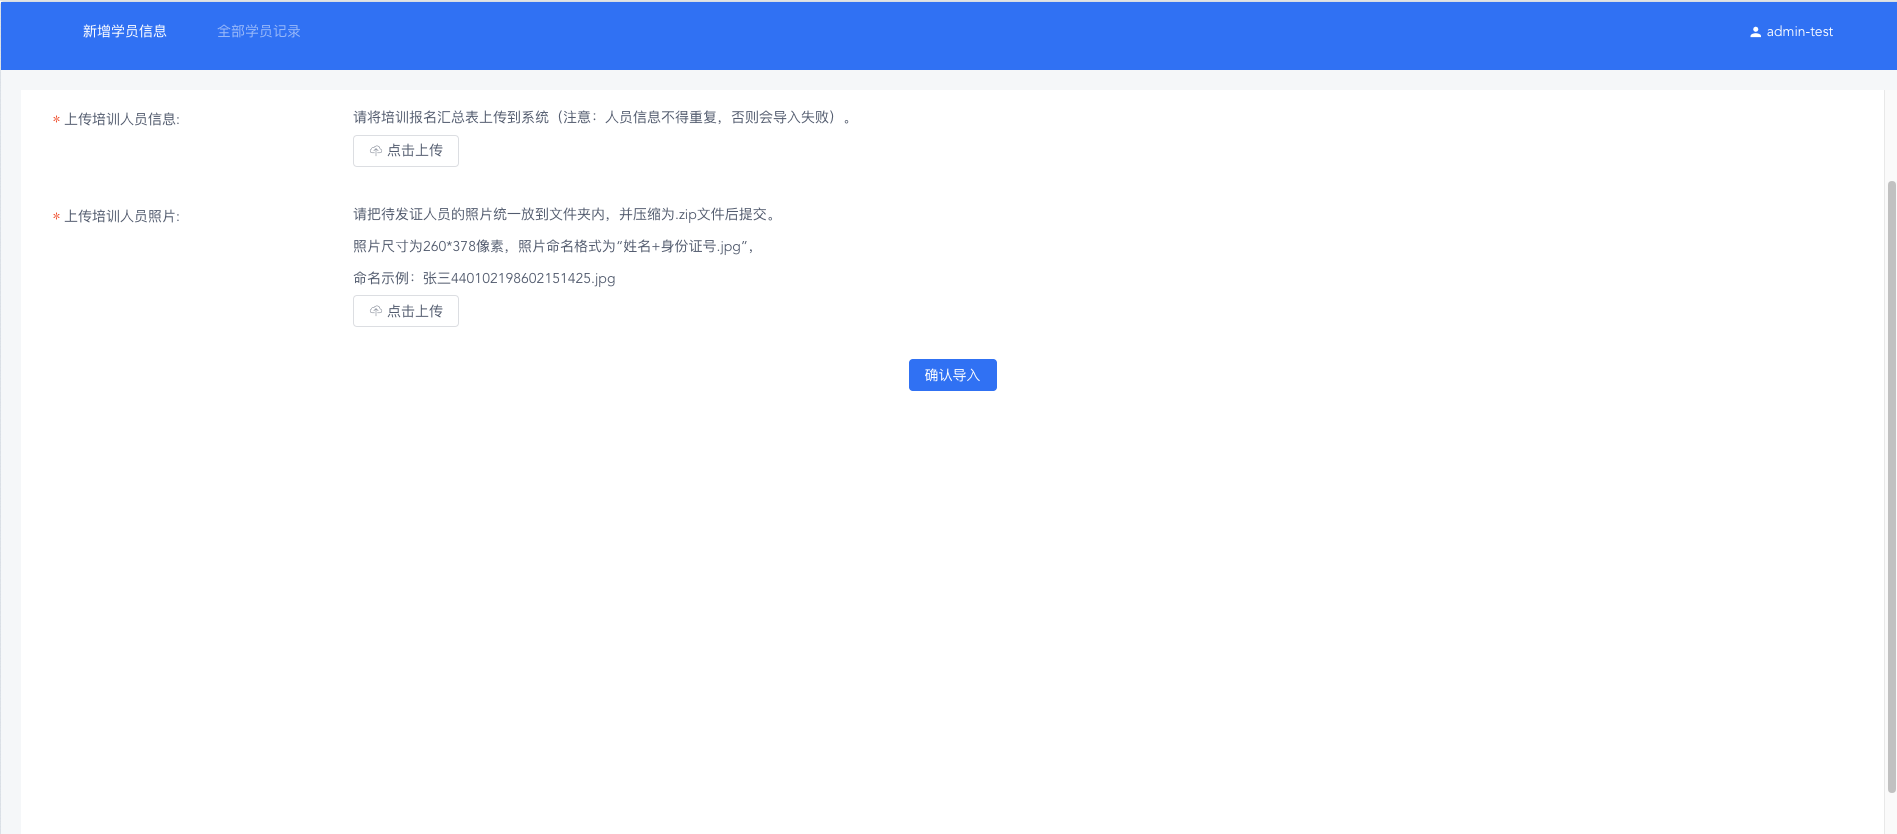 新增学员信息 全部学员记录 admin-test
* 上传培训人员信息:
请将培训报名汇总表上传到系统（注意：人员信息不得重复，否则会导入失败）。
点击上传
* 上传培训人员照片:
请把待发证人员的照片统一放到文件夹内，并压缩为.zip文件后提交。
照片尺寸为260*378像素，照片命名格式为“姓名+身份证号.jpg”，
命名示例：张三440102198602151425.jpg
点击上传
确认导入